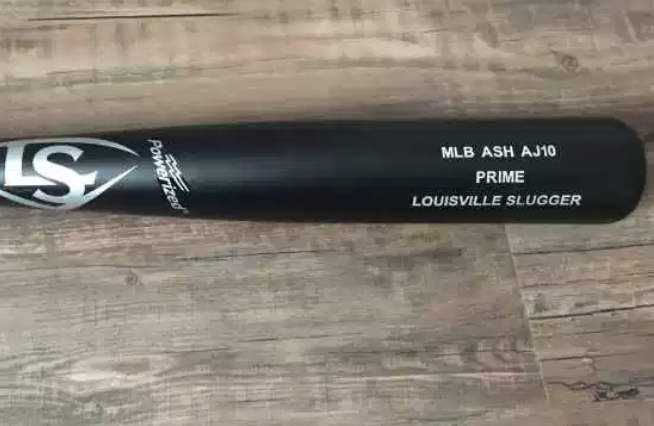 LS
Powerized
MLB ASH AJ10
PRIME
LOUISVILLE SLUGGER